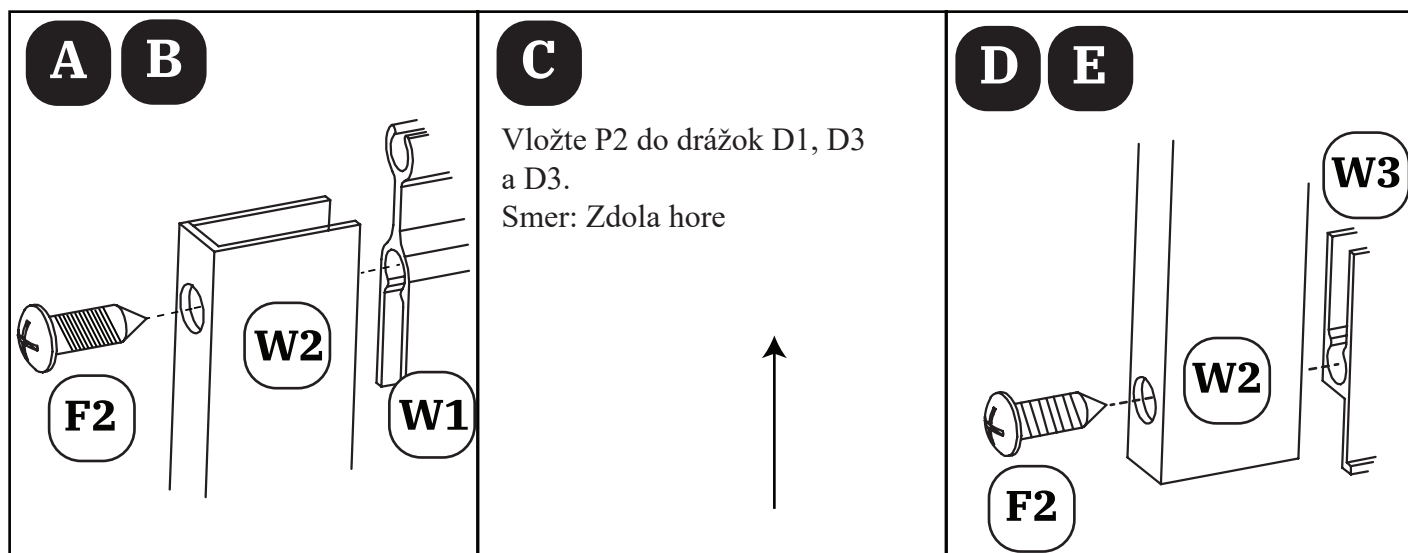 A B
W2
F2
W1
C
Vložte P2 do drážok D1, D3
a D3.
Smer: Zdola hore
D E
W3
W2
F2